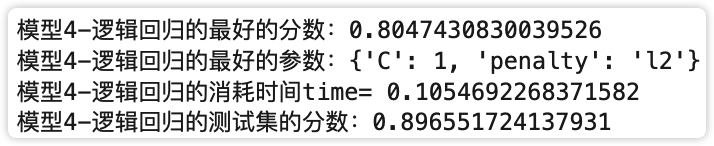 模型4-逻辑回归的最好的分数：0.8047430830039526
模型4-逻辑回归的最好的参数：{'C': 1, 'penalty': 'l2'}
模型4-逻辑回归的消耗时间time= 0.1054692268371582
模型4-逻辑回归的测试集的分数：0.896551724137931